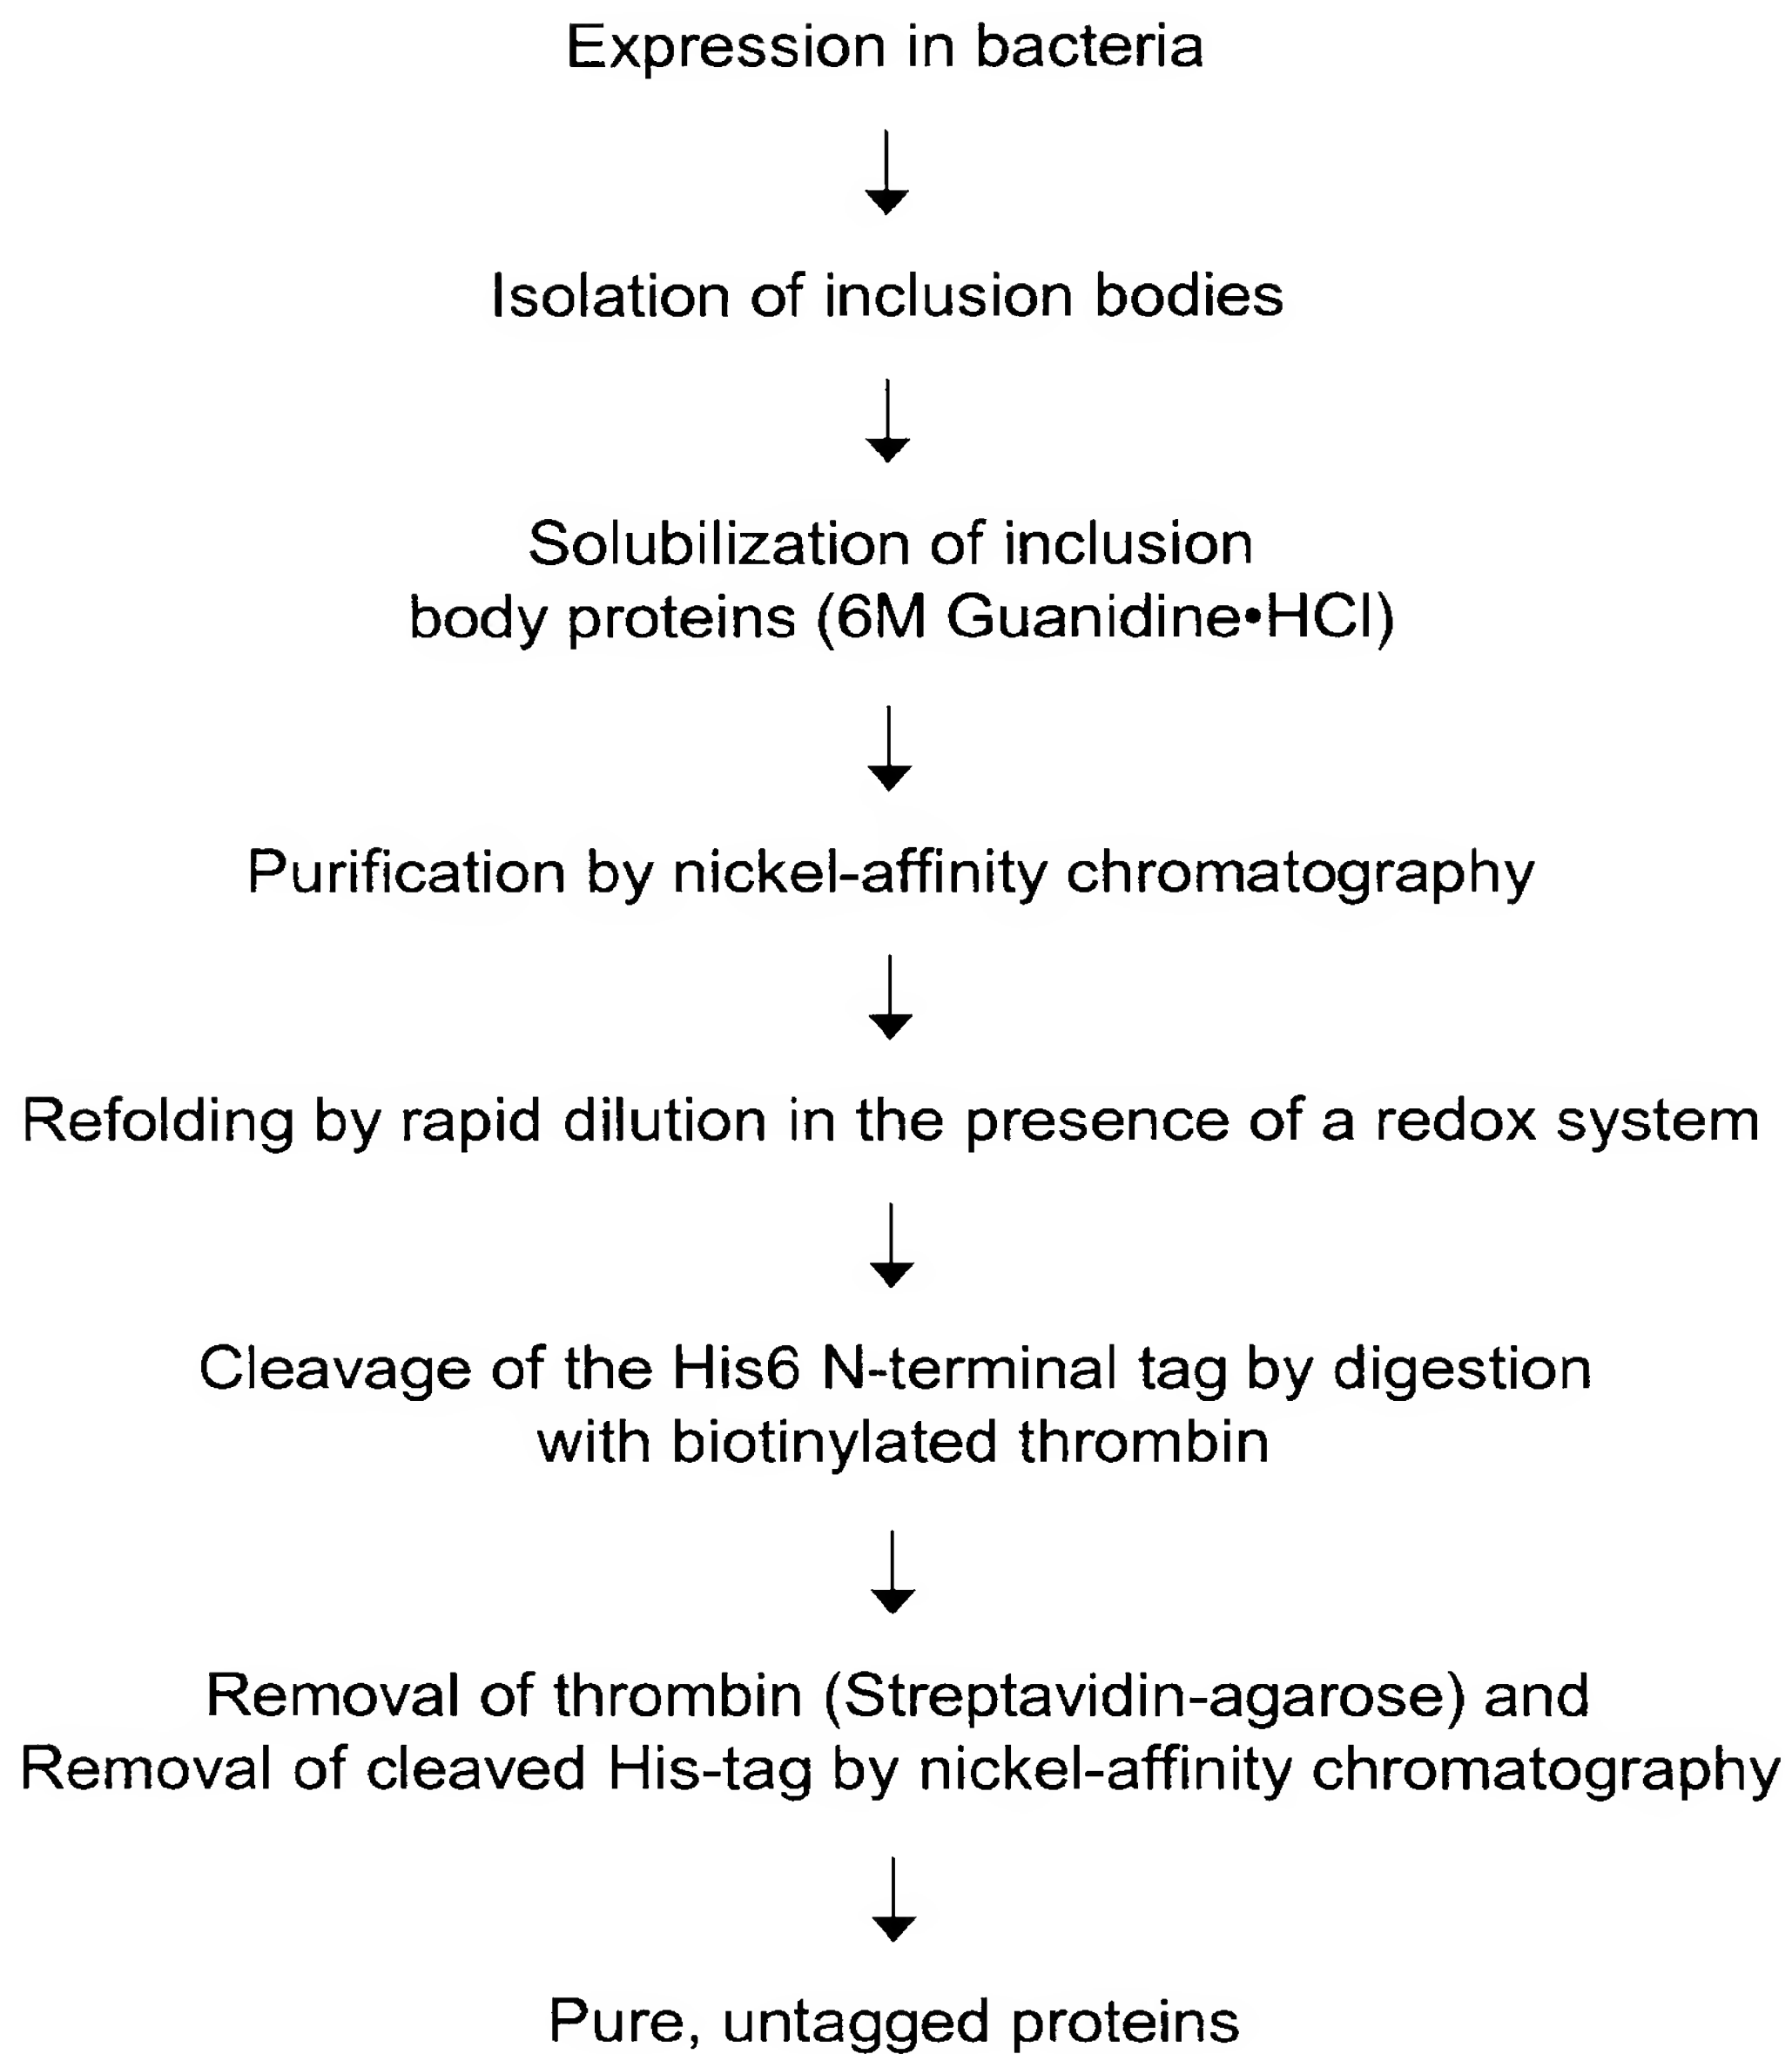 Expression in bacteria
Isolation of inclusion bodies
Solubilization of inclusion
body proteins (6M Guanidine•HCl)
Purification by nickel-affinity chromatography
Refolding by rapid dilution in the presence of a redox system
Cleavage of the His6 N-terminal tag by digestion
with biotinylated thrombin
Removal of thrombin (Streptavidin-agarose) and
Removal of cleaved His-tag by nickel-affinity chromatography
Pure, untagged proteins